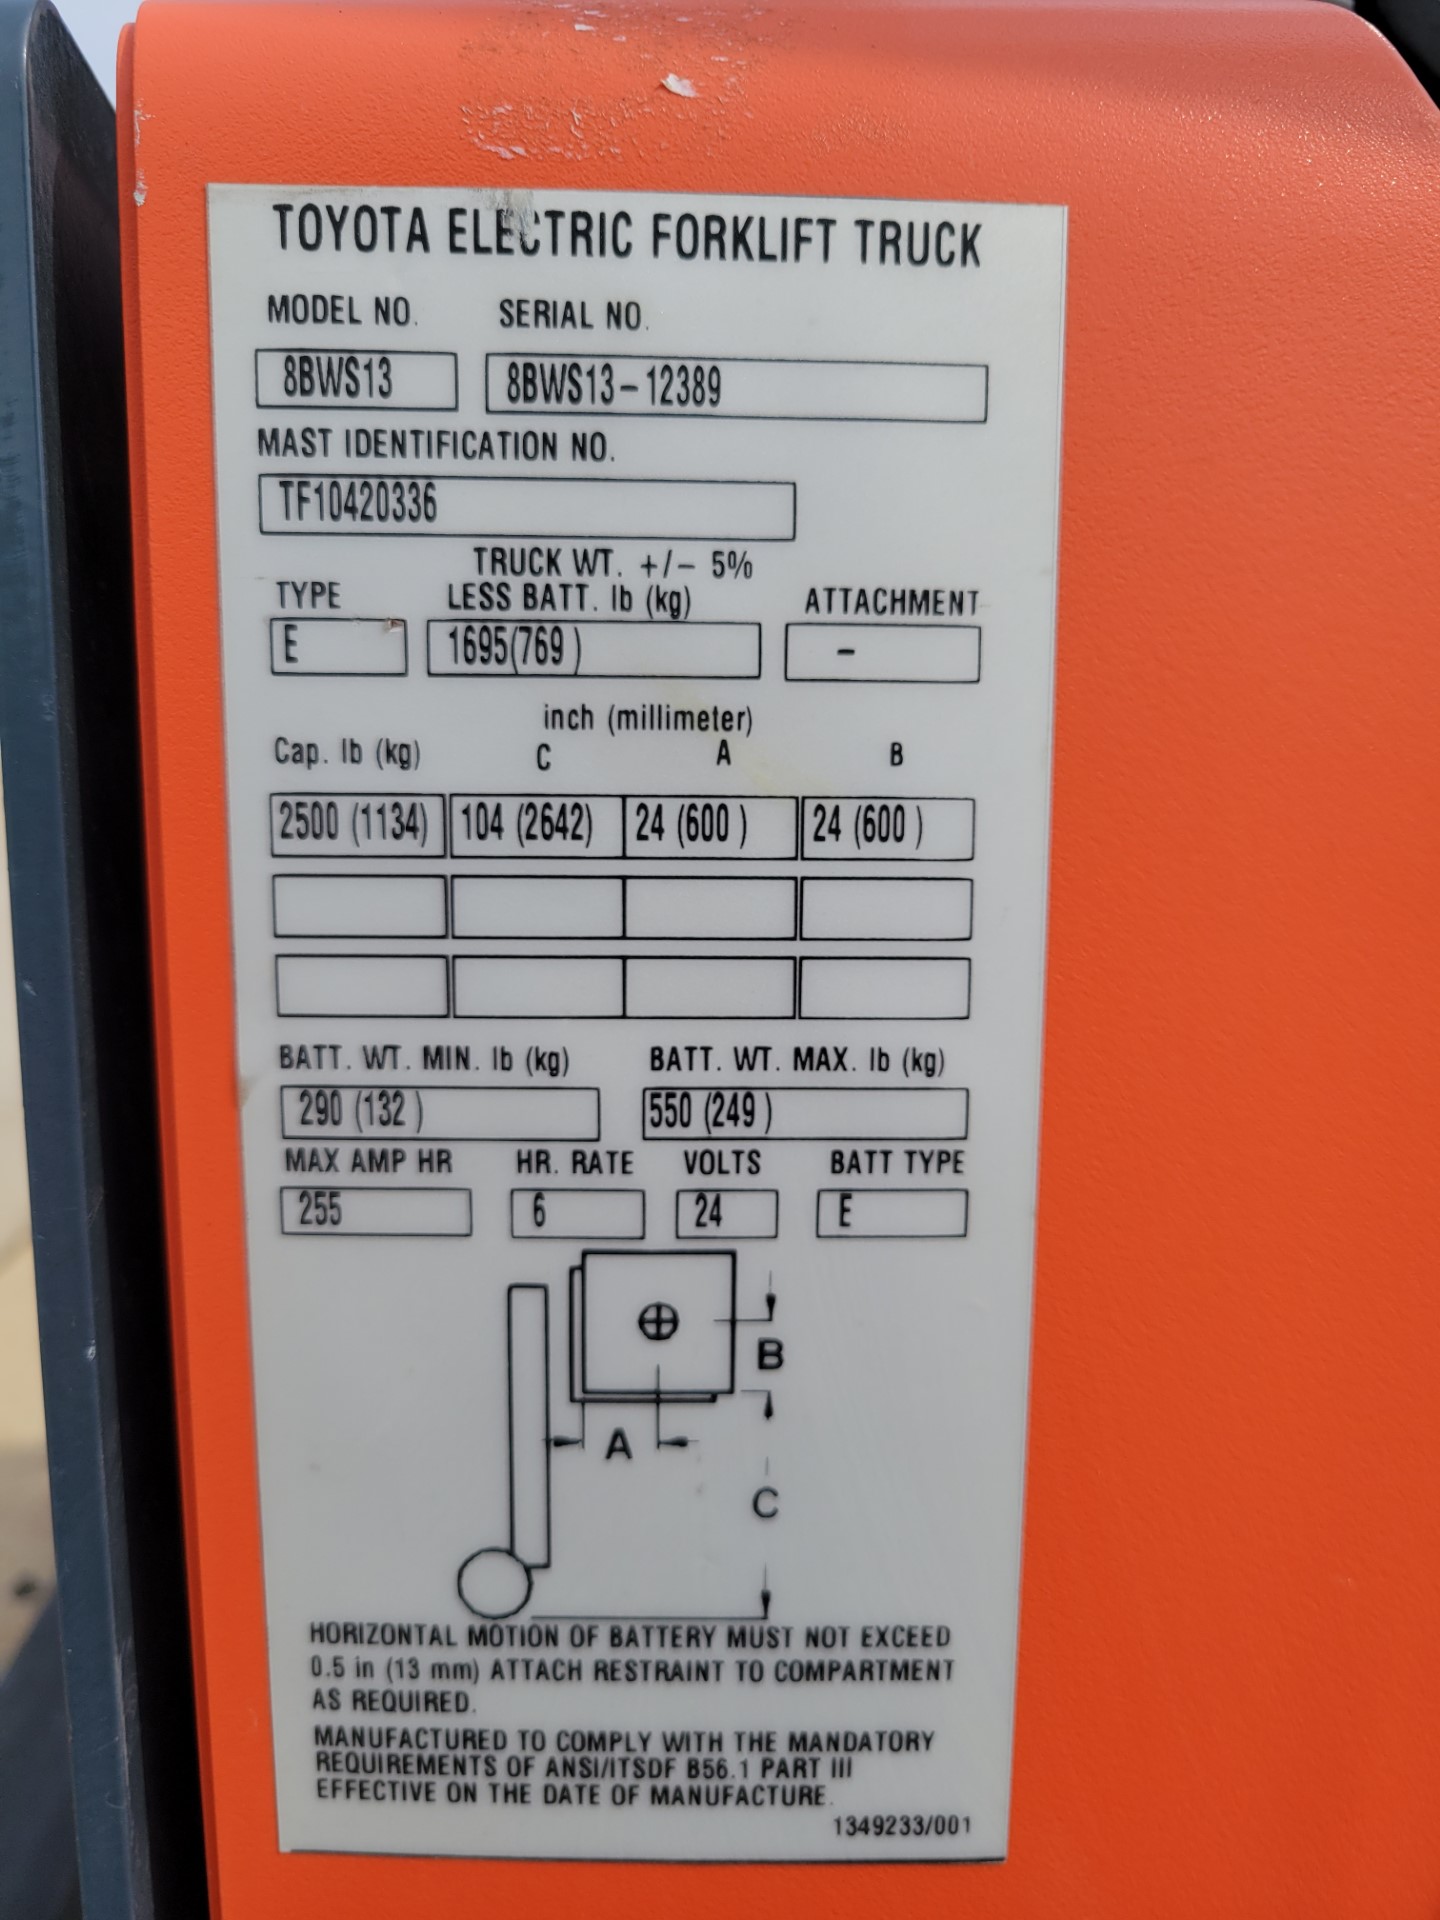 TOYOTA ELECTRIC FORKLIFT TRUCK
MODEL NO. SERIAL NO.
8BWS13 8BWS13-12389
MAST IDENTIFICATION NO.
TF10420336
TRUCK WT. +/- 5%
TYPE LESS BATT. lb (kg) ATTACHMENT
E 1695(769 ) -
inch (millimeter)
Cap. lb (kg) C A B
2500 (1134) 104 (2642) 24 (600 ) 24 (600 )
BATT. WT. MIN. lb (kg) BATT. WT. MAX. lb (kg)
290 (132 ) 550 (249 )
MAX AMP HR HR. RATE VOLTS BATT TYPE
255 6 24 E
B
A
C
HORIZONTAL MOTION OF BATTERY MUST NOT EXCEED
0.5 in (13 mm) ATTACH RESTRAINT TO COMPARTMENT
AS REQUIRED.
MANUFACTURED TO COMPLY WITH THE MANDATORY
REQUIREMENTS OF ANSI/ITSDF B56.1 PART III
EFFECTIVE ON THE DATE OF MANUFACTURE.
1349233/001